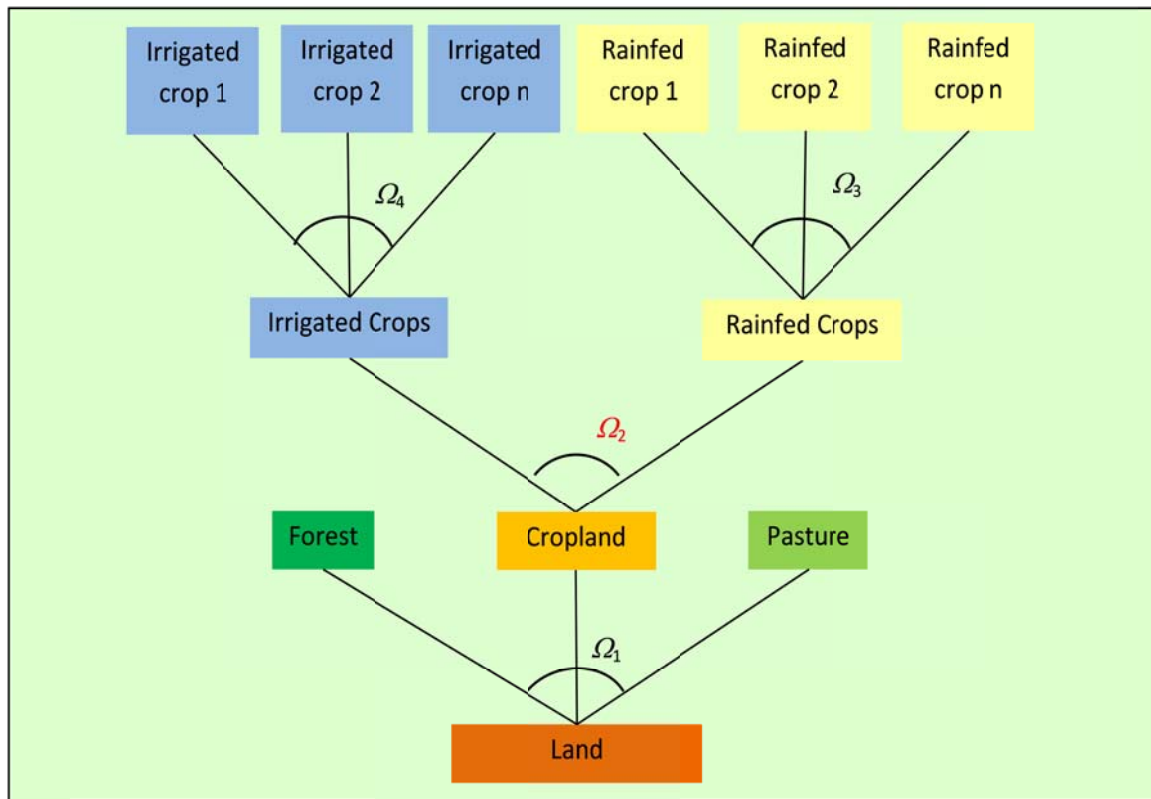 Irrigated
crop 1
Irrigated
crop 2
Irrigated
crop n
Rainfed
crop 1
Rainfed
crop 2
Rainfed
crop n
Ω4
Ω3
Irrigated Crops
Rainfed Crops
Ω2
Forest
Cropland
Pasture
Ω1
Land